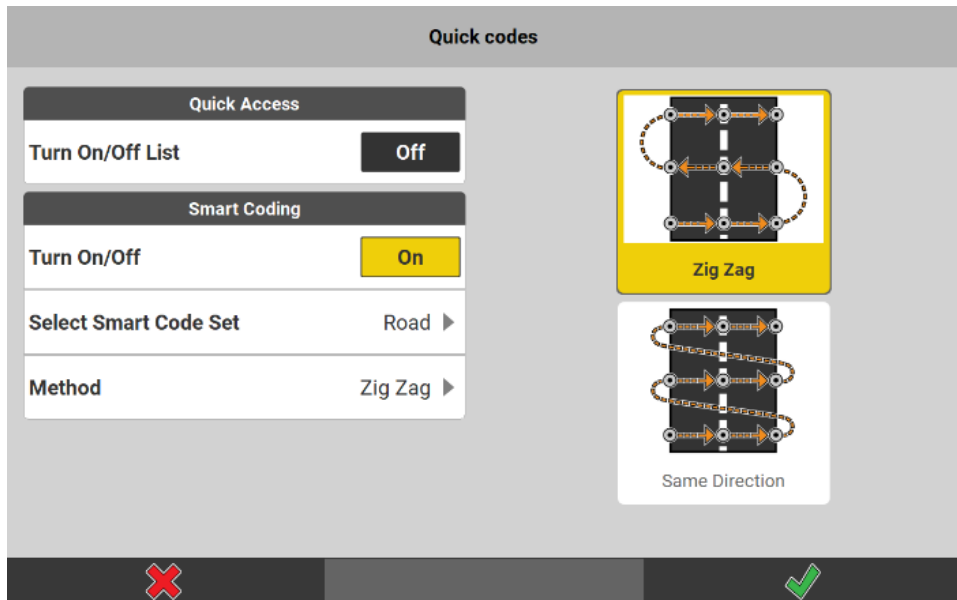 Quick codes
Quick Access
Turn On/Off List
Off
Smart Coding
Turn On/Off
On
Select Smart Code Set
Road
Method
Zig Zag
Zig Zag
Same Direction